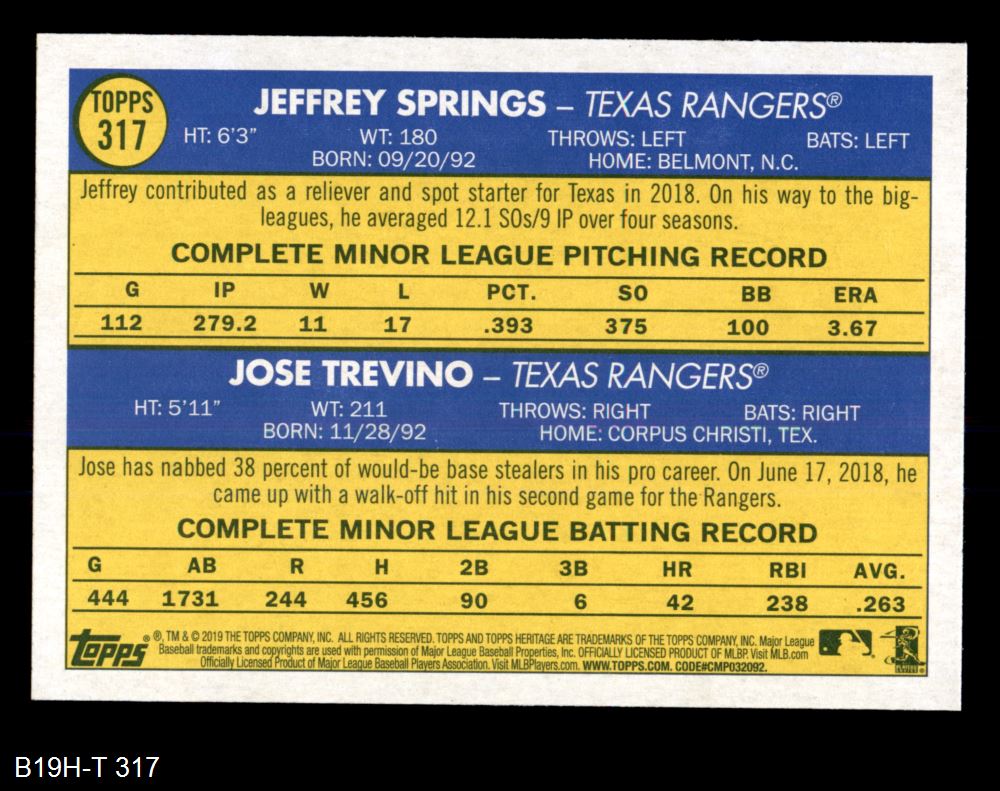 TOPPS
317
JEFFREY SPRINGS – TEXAS RANGERS®
HT: 6'3" WT: 180 THROWS: LEFT BATS: LEFT
BORN: 09/20/92 HOME: BELMONT, N.C.
Jeffrey contributed as a reliever and spot starter for Texas in 2018. On his way to the big-
leagues, he averaged 12.1 SOs/9 IP over four seasons.
COMPLETE MINOR LEAGUE PITCHING RECORD
G IP W L PCT. SO BB ERA
112 279.2 11 17 .393 375 100 3.67
JOSE TREVINO – TEXAS RANGERS®
HT: 5'11" WT: 211 THROWS: RIGHT BATS: RIGHT
BORN: 11/28/92 HOME: CORPUS CHRISTI, TEX.
Jose has nabbed 38 percent of would-be base stealers in his pro career. On June 17, 2018, he
came up with a walk-off hit in his second game for the Rangers.
COMPLETE MINOR LEAGUE BATTING RECORD
G AB R H 2B 3B HR RBI AVG.
444 1731 244 456 90 6 42 238 .263
Topps ® ®, TM & © 2019 THE TOPPS COMPANY, INC. ALL RIGHTS RESERVED. TOPPS AND TOPPS HERITAGE ARE TRADEMARKS OF THE TOPPS COMPANY, INC. Major League
Baseball trademarks and copyrights are used with permission of Major League Baseball Properties, Inc. OFFICIALLY LICENSED PRODUCT OF MLBP. Visit MLB.com
Officially Licensed Product of Major League Baseball Players Association. Visit MLBPlayers.com. WWW.TOPPS.COM. CODE#CMP032092.
B19H-T 317